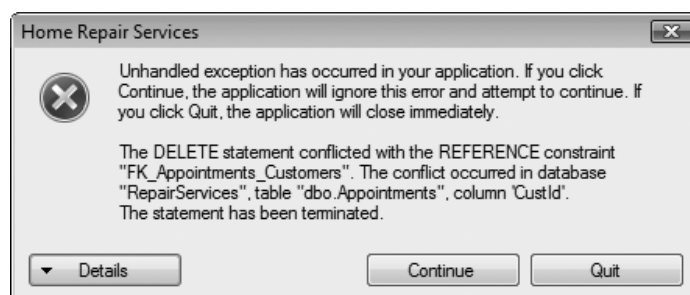 Home Repair Services
Unhandled exception has occurred in your application. If you click
Continue, the application will ignore this error and attempt to continue. If
you click Quit, the application will close immediately.
The DELETE statement conflicted with the REFERENCE constraint
"FK_Appointments_Customers". The conflict occurred in database
"RepairServices", table "dbo.Appointments", column 'CustId'.
The statement has been terminated.
Details
Continue
Quit